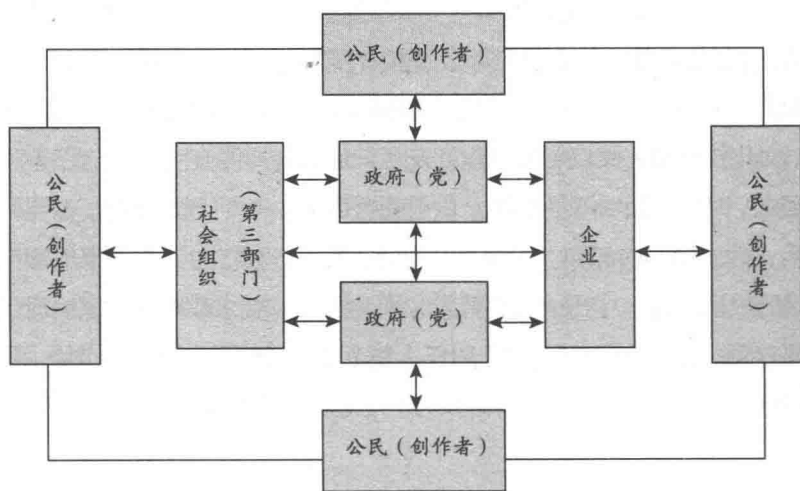 公民（创作者）
公民（创作者）
社会组织
（第三部门）
政府（党）
企业
公民（创作者）
政府（党）
公民（创作者）